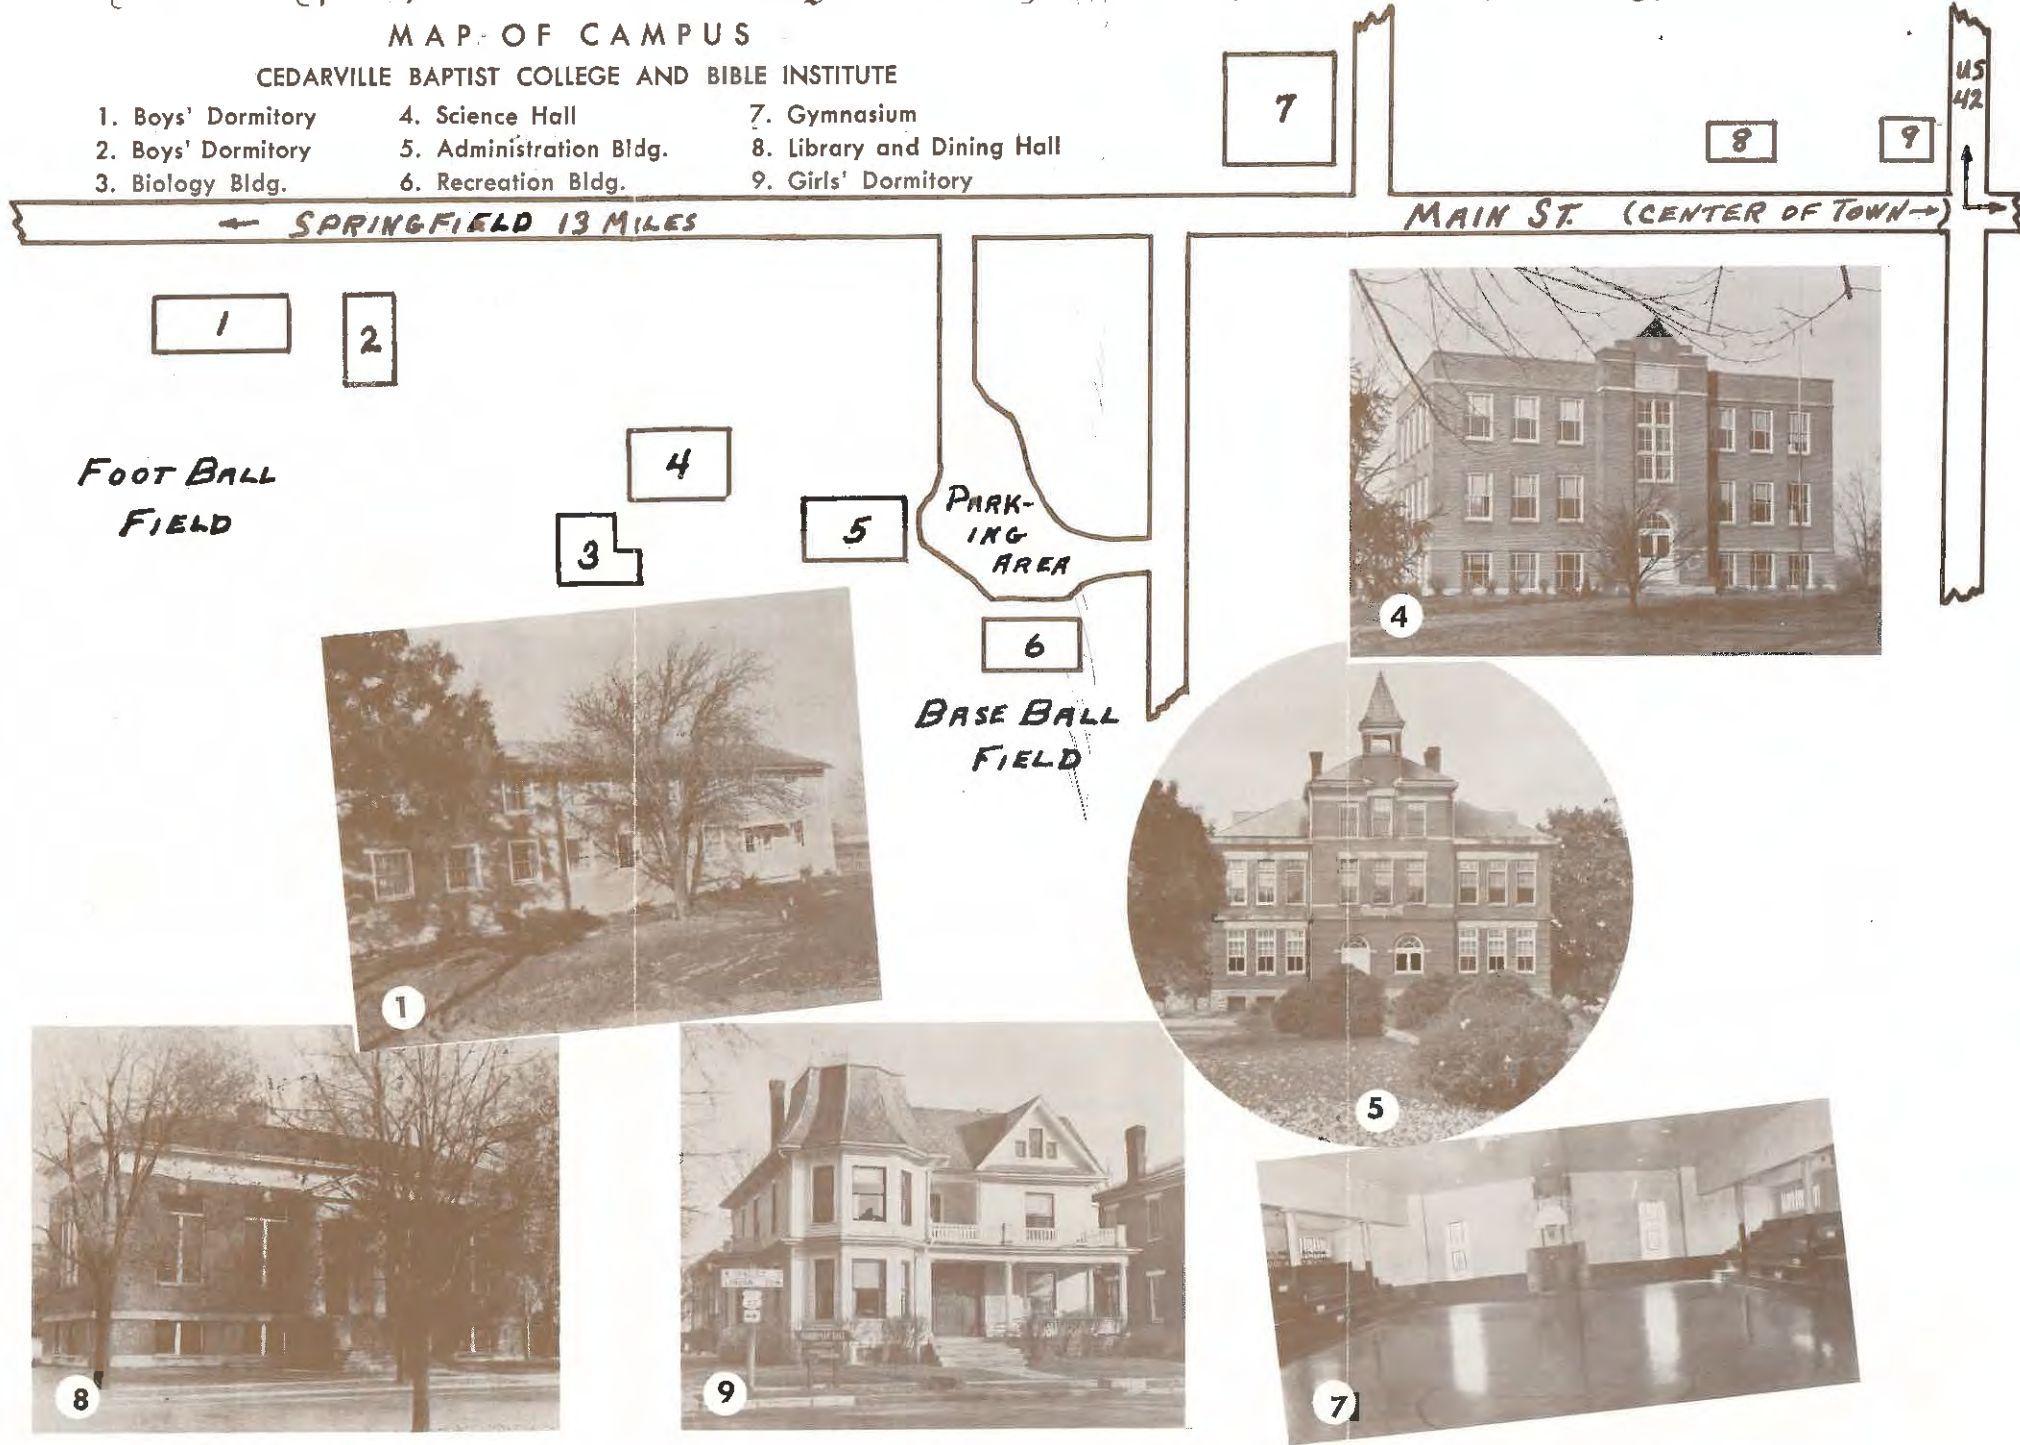 MAP OF CAMPUS
CEDARVILLE BAPTIST COLLEGE AND BIBLE INSTITUTE
1. Boys' Dormitory
2. Boys' Dormitory
3. Biology Bldg.
4. Science Hall
5. Administration Bldg.
6. Recreation Bldg.
7. Gymnasium
8. Library and Dining Hall
9. Girls' Dormitory
7
US
42
8
9
← SPRINGFIELD 13 MILES
MAIN ST. (CENTER OF TOWN→)
1
2
FOOT BALL
FIELD
4
3
5
PARK-
ING
AREA
6
BASE BALL
FIELD
4
1
5
8
9
7